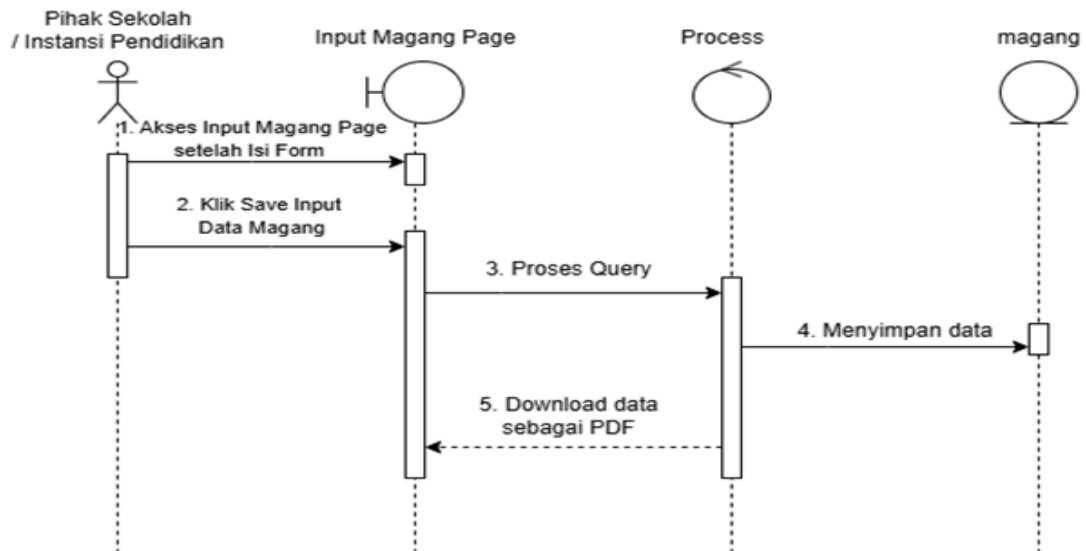 Pihak Sekolah
/ Instansi Pendidikan
Input Magang Page
Process
magang
1. Akses Input Magang Page
setelah Isi Form
2. Klik Save Input
Data Magang
3. Proses Query
4. Menyimpan data
5. Download data
sebagai PDF